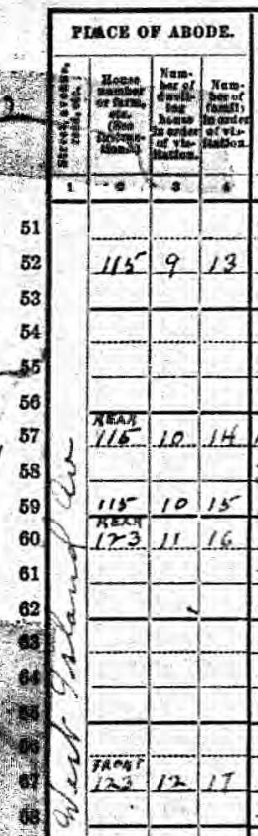 PLACE OF ABODE.
Street, avenue, road, etc.
House number or farm, etc. (See Instructions.)
Number of dwelling house in order of visitation.
Number of family in order of visitation.
1 2 3 4
51
52 115 9 13
53
54
55
56
57 REAR 115 10 14
58
59 115 10 15
60 REAR 123 11 16
61
62
63
64
65
66
67 FRONT 123 12 17
68
West Island Av